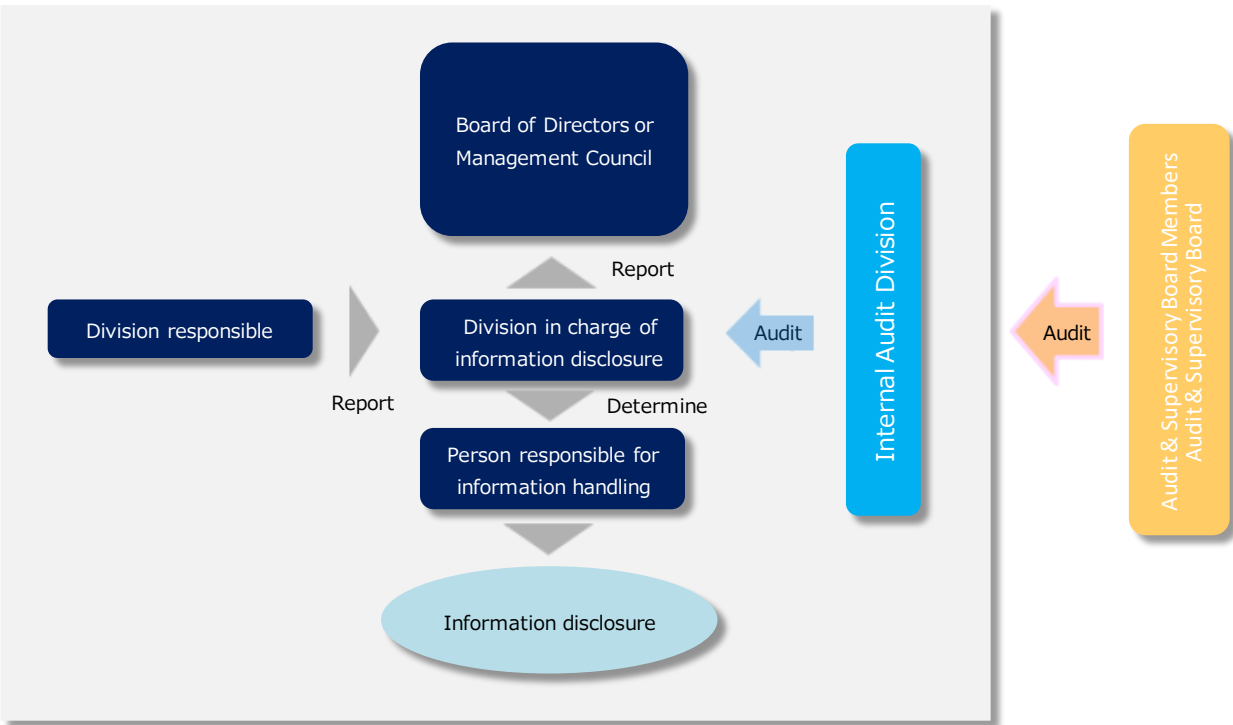 Board of Directors or
Management Council
Report
Division responsible
Report
Division in charge of
information disclosure
Determine
Person responsible for
information handling
Information disclosure
Audit
Internal Audit Division
Audit
Audit & Supervisory Board Members
Audit & Supervisory Board